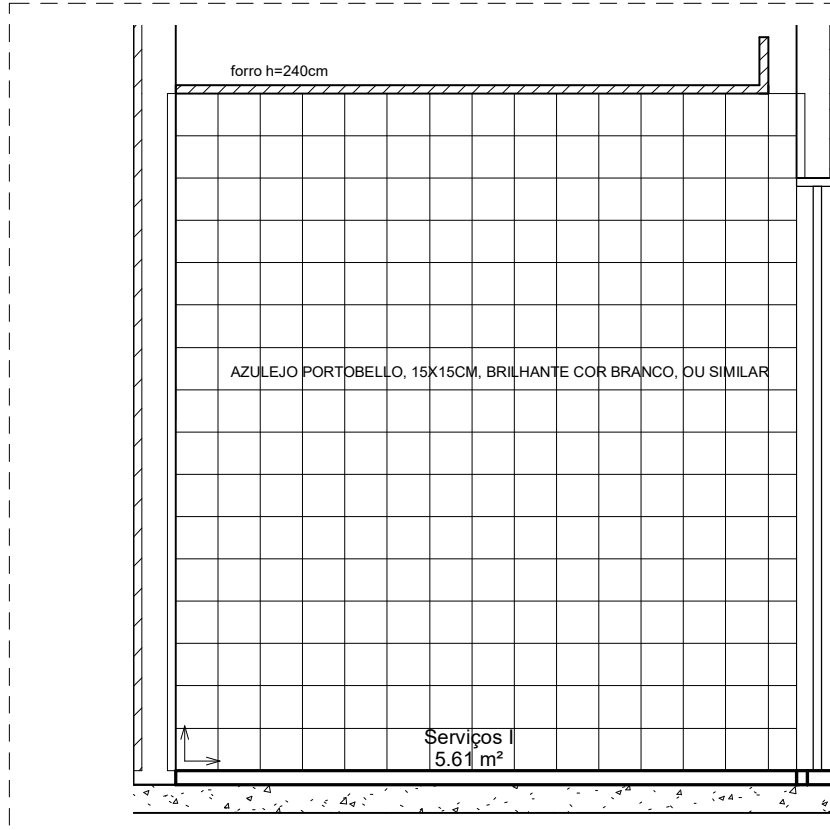 forro h=240cm
AZULEJO PORTOBELLO, 15X15CM, BRILHANTE COR BRANCO, OU SIMILAR
Serviços I
5.61 m²